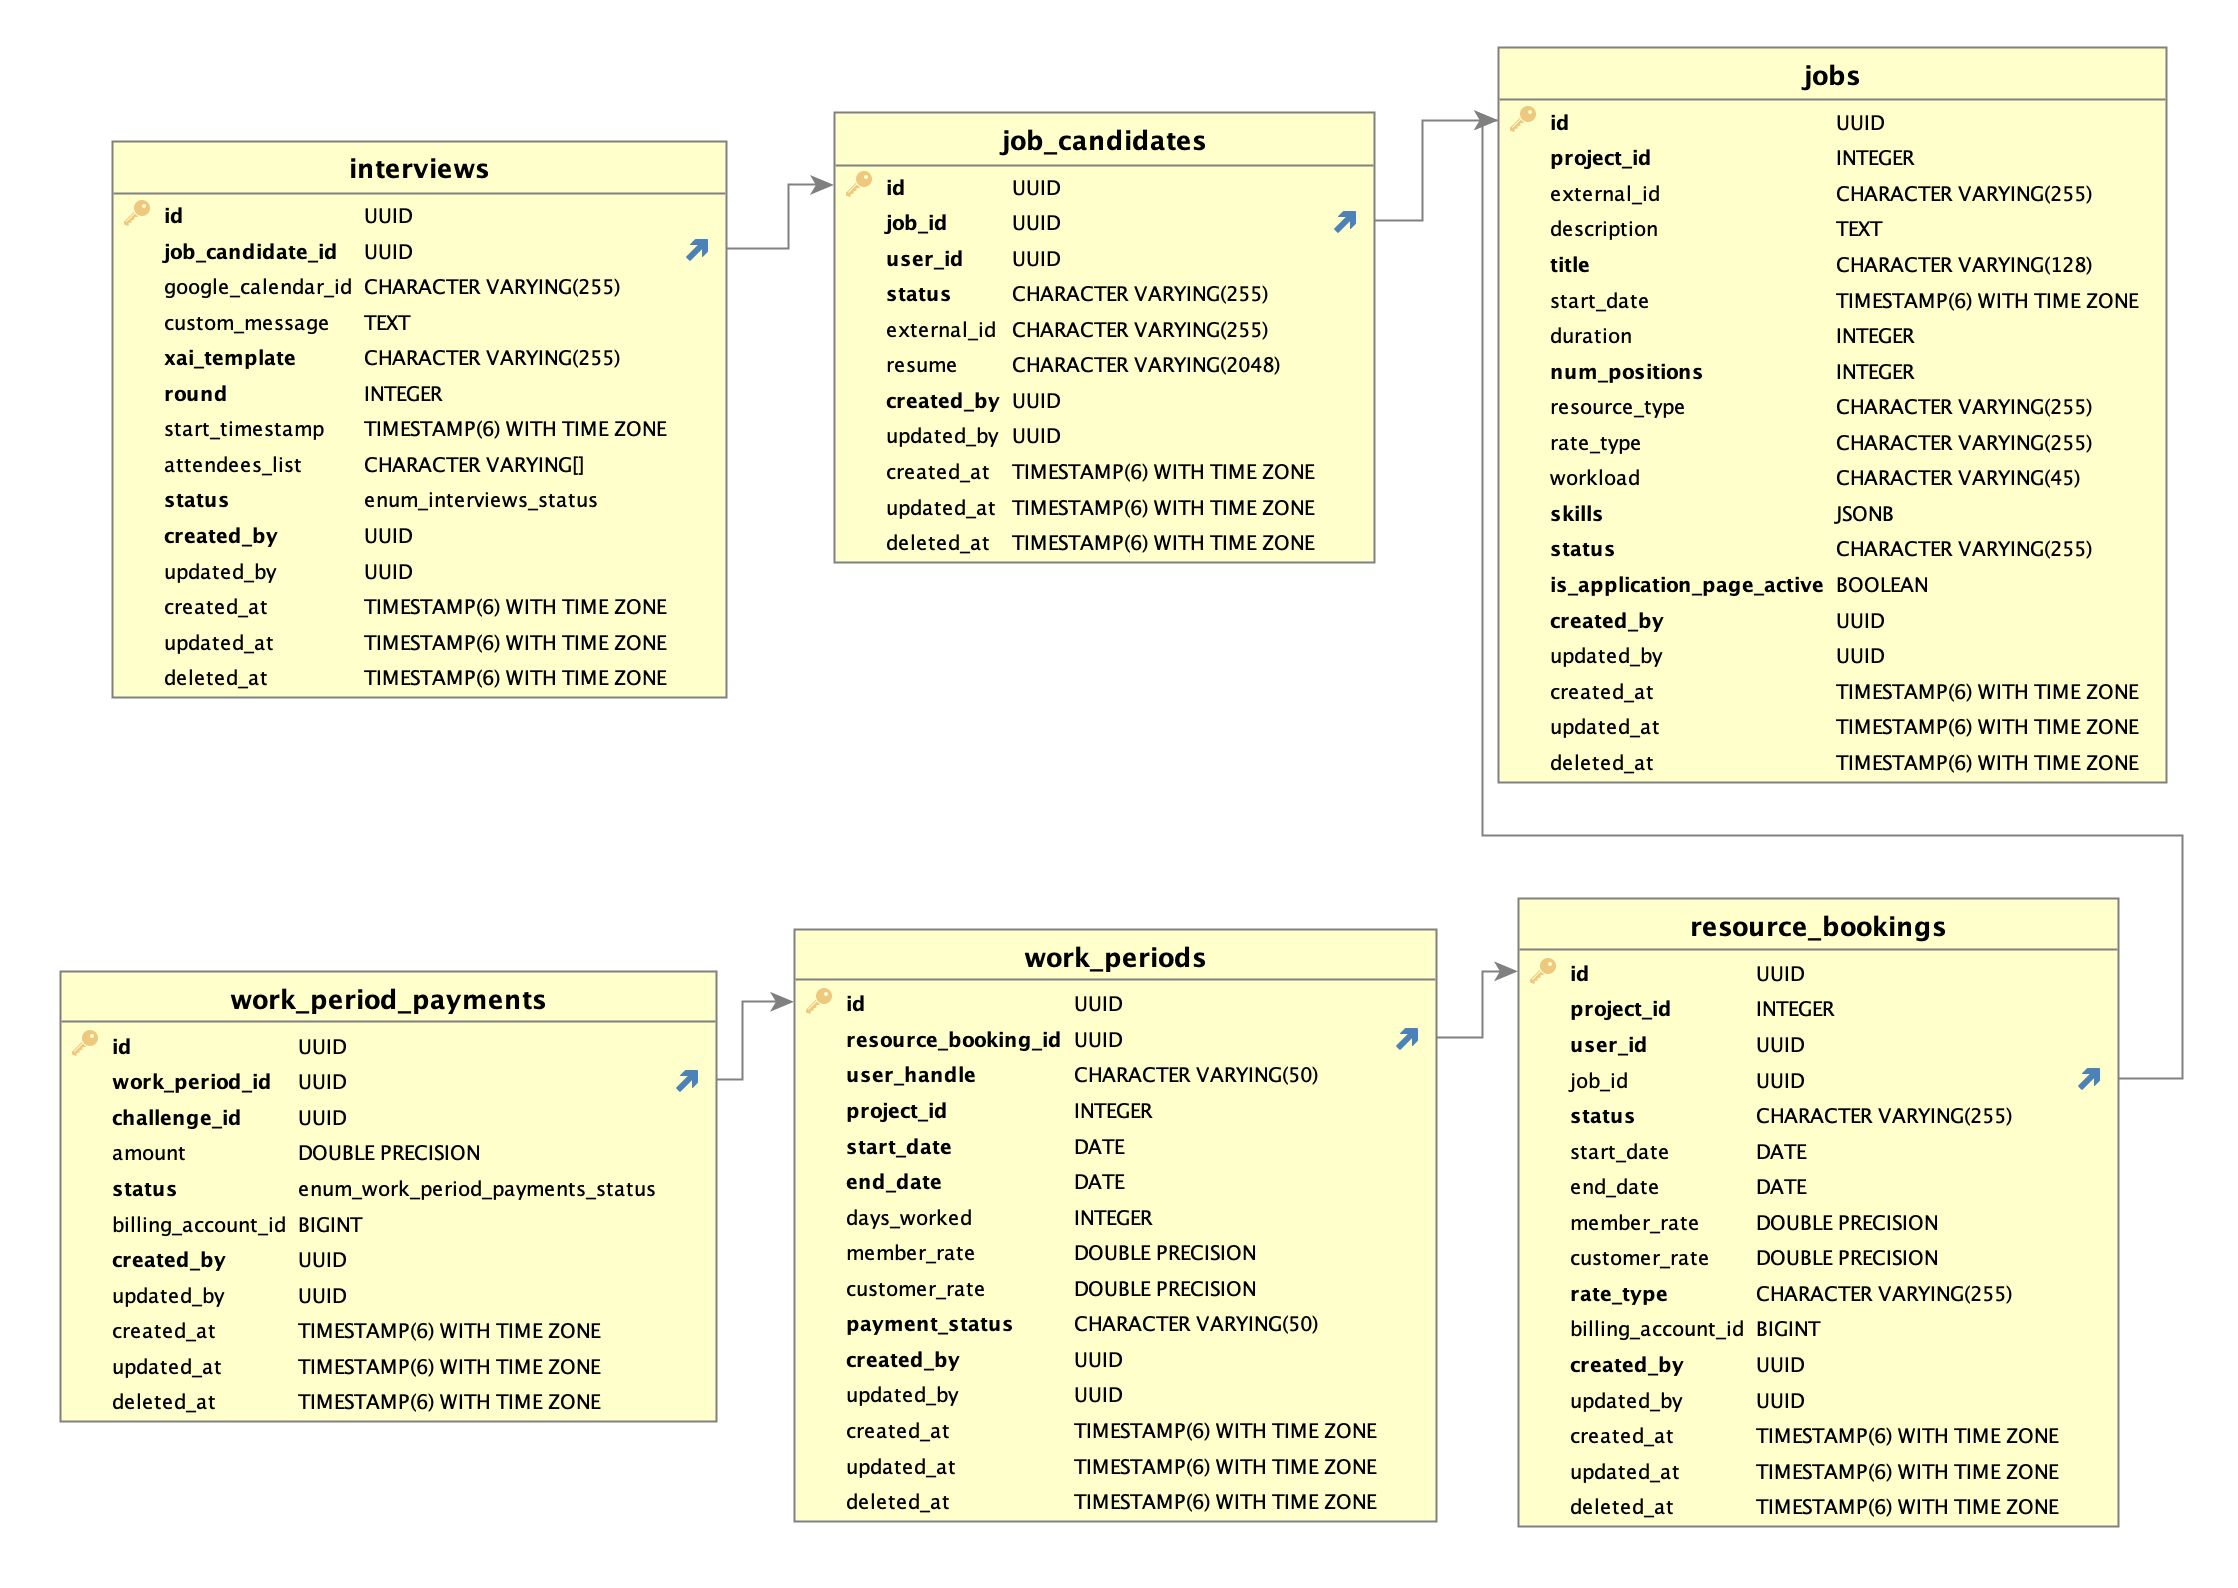 interviews
id UUID
job_candidate_id UUID
google_calendar_id CHARACTER VARYING(255)
custom_message TEXT
xai_template CHARACTER VARYING(255)
round INTEGER
start_timestamp TIMESTAMP(6) WITH TIME ZONE
attendees_list CHARACTER VARYING[]
status enum_interviews_status
created_by UUID
updated_by UUID
created_at TIMESTAMP(6) WITH TIME ZONE
updated_at TIMESTAMP(6) WITH TIME ZONE
deleted_at TIMESTAMP(6) WITH TIME ZONE
job_candidates
id UUID
job_id UUID
user_id UUID
status CHARACTER VARYING(255)
external_id CHARACTER VARYING(255)
resume CHARACTER VARYING(2048)
created_by UUID
updated_by UUID
created_at TIMESTAMP(6) WITH TIME ZONE
updated_at TIMESTAMP(6) WITH TIME ZONE
deleted_at TIMESTAMP(6) WITH TIME ZONE
jobs
id UUID
project_id INTEGER
external_id CHARACTER VARYING(255)
description TEXT
title CHARACTER VARYING(128)
start_date TIMESTAMP(6) WITH TIME ZONE
duration INTEGER
num_positions INTEGER
resource_type CHARACTER VARYING(255)
rate_type CHARACTER VARYING(255)
workload CHARACTER VARYING(45)
skills JSONB
status CHARACTER VARYING(255)
is_application_page_active BOOLEAN
created_by UUID
updated_by UUID
created_at TIMESTAMP(6) WITH TIME ZONE
updated_at TIMESTAMP(6) WITH TIME ZONE
deleted_at TIMESTAMP(6) WITH TIME ZONE
work_period_payments
id UUID
work_period_id UUID
challenge_id UUID
amount DOUBLE PRECISION
status enum_work_period_payments_status
billing_account_id BIGINT
created_by UUID
updated_by UUID
created_at TIMESTAMP(6) WITH TIME ZONE
updated_at TIMESTAMP(6) WITH TIME ZONE
deleted_at TIMESTAMP(6) WITH TIME ZONE
work_periods
id UUID
resource_booking_id UUID
user_handle CHARACTER VARYING(50)
project_id INTEGER
start_date DATE
end_date DATE
days_worked INTEGER
member_rate DOUBLE PRECISION
customer_rate DOUBLE PRECISION
payment_status CHARACTER VARYING(50)
created_by UUID
updated_by UUID
created_at TIMESTAMP(6) WITH TIME ZONE
updated_at TIMESTAMP(6) WITH TIME ZONE
deleted_at TIMESTAMP(6) WITH TIME ZONE
resource_bookings
id UUID
project_id INTEGER
user_id UUID
job_id UUID
status CHARACTER VARYING(255)
start_date DATE
end_date DATE
member_rate DOUBLE PRECISION
customer_rate DOUBLE PRECISION
rate_type CHARACTER VARYING(255)
billing_account_id BIGINT
created_by UUID
updated_by UUID
created_at TIMESTAMP(6) WITH TIME ZONE
updated_at TIMESTAMP(6) WITH TIME ZONE
deleted_at TIMESTAMP(6) WITH TIME ZONE